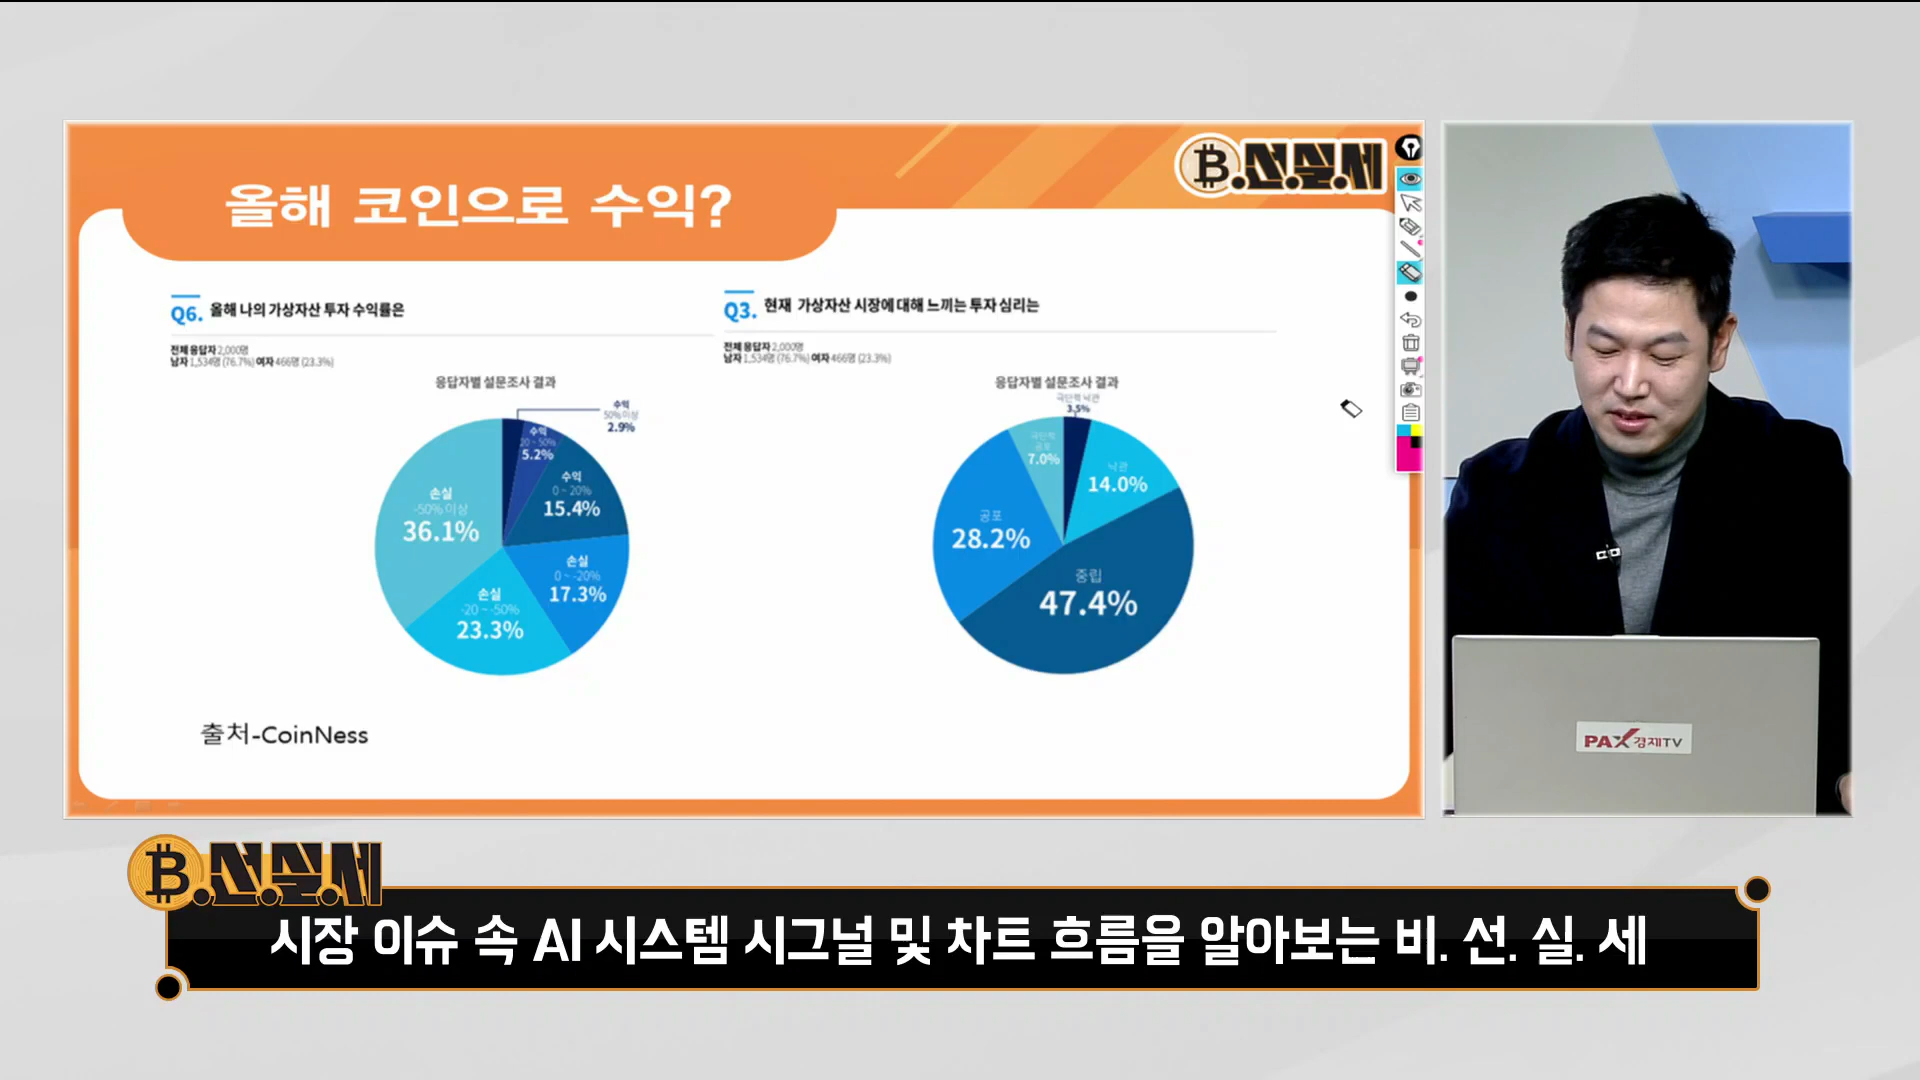 올해 코인으로 수익?
B.선.실.세
Q6. 올해 나의 가상자산 투자 수익률은
전체 응답자 2,000명
남자 1,534명 (76.7%) 여자 466명 (23.3%)
응답자별 설문조사 결과
수익
50% 이상
2.9%
수익
20 ~ 50%
5.2%
수익
0 ~ 20%
15.4%
손실
0 ~ -20%
17.3%
손실
-20 ~ -50%
23.3%
손실
-50% 이상
36.1%
Q3. 현재 가상자산 시장에 대해 느끼는 투자 심리는
전체 응답자 2,000명
남자 1,534명 (76.7%) 여자 466명 (23.3%)
응답자별 설문조사 결과
극단적 낙관
3.5%
낙관
14.0%
중립
47.4%
공포
28.2%
극단적
공포
7.0%
출처-CoinNess
PAX경제TV
B.선.실.세
시장 이슈 속 AI 시스템 시그널 및 차트 흐름을 알아보는 비. 선. 실. 세